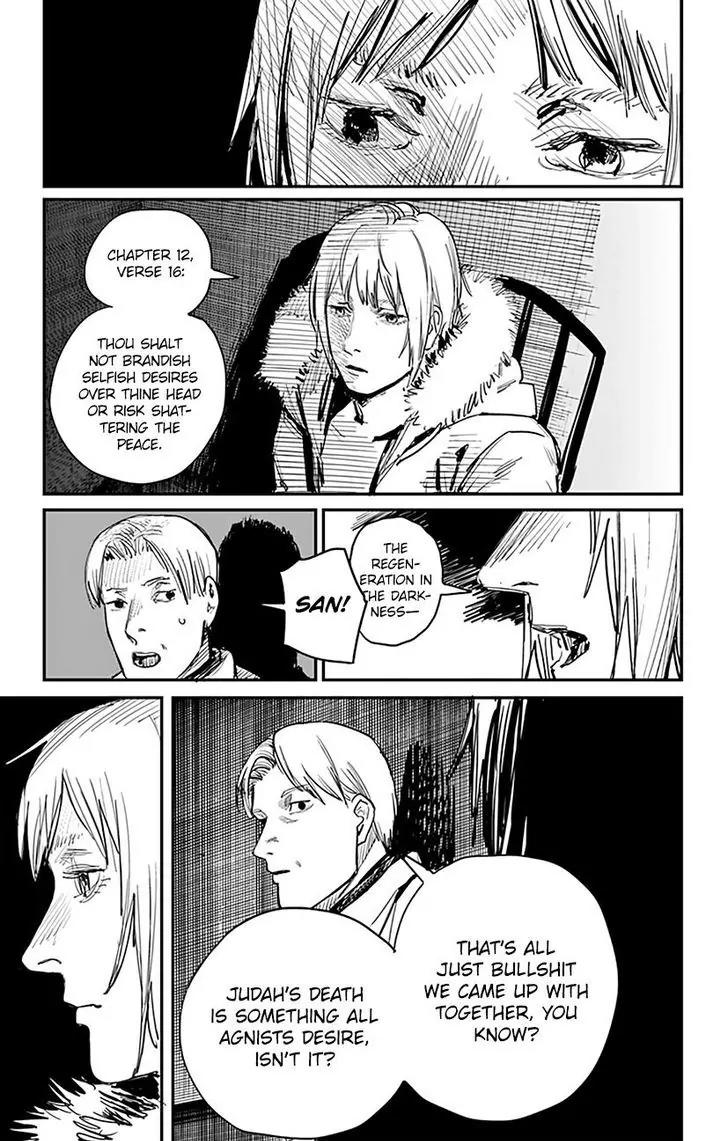 CHAPTER 12,
VERSE 16:
THOU SHALT
NOT BRANDISH
SELFISH DESIRES
OVER THINE HEAD
OR RISK SHAT-
TERING THE
PEACE.
THE
REGEN-
ERATION IN
THE DARK-
NESS—
SAN!
THAT'S ALL
JUST BULLSHIT
WE CAME UP WITH
TOGETHER, YOU
KNOW?
JUDAH'S DEATH
IS SOMETHING ALL
AGNISTS DESIRE,
ISN'T IT?